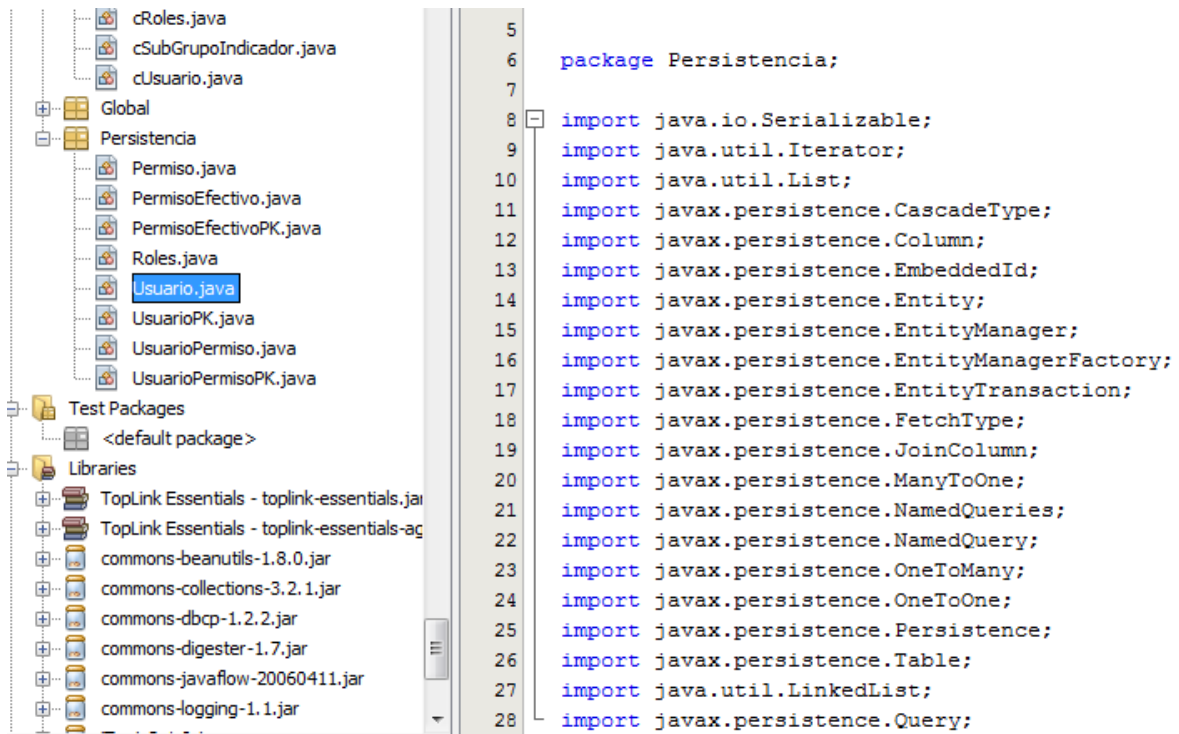 cRoles.java
cSubGrupoIndicador.java
cUsuario.java
Global
Persistencia
Permiso.java
PermisoEfectivo.java
PermisoEfectivoPK.java
Roles.java
Usuario.java
UsuarioPK.java
UsuarioPermiso.java
UsuarioPermisoPK.java
Test Packages
<default package>
Libraries
TopLink Essentials - toplink-essentials.jar
TopLink Essentials - toplink-essentials-ag
commons-beanutils-1.8.0.jar
commons-collections-3.2.1.jar
commons-dbcp-1.2.2.jar
commons-digester-1.7.jar
commons-javaflow-20060411.jar
commons-logging-1.1.jar
5
6 package Persistencia;
7
8 import java.io.Serializable;
9 import java.util.Iterator;
10 import java.util.List;
11 import javax.persistence.CascadeType;
12 import javax.persistence.Column;
13 import javax.persistence.EmbeddedId;
14 import javax.persistence.Entity;
15 import javax.persistence.EntityManager;
16 import javax.persistence.EntityManagerFactory;
17 import javax.persistence.EntityTransaction;
18 import javax.persistence.FetchType;
19 import javax.persistence.JoinColumn;
20 import javax.persistence.ManyToOne;
21 import javax.persistence.NamedQueries;
22 import javax.persistence.NamedQuery;
23 import javax.persistence.OneToMany;
24 import javax.persistence.OneToOne;
25 import javax.persistence.Persistence;
26 import javax.persistence.Table;
27 import java.util.LinkedList;
28 import javax.persistence.Query;